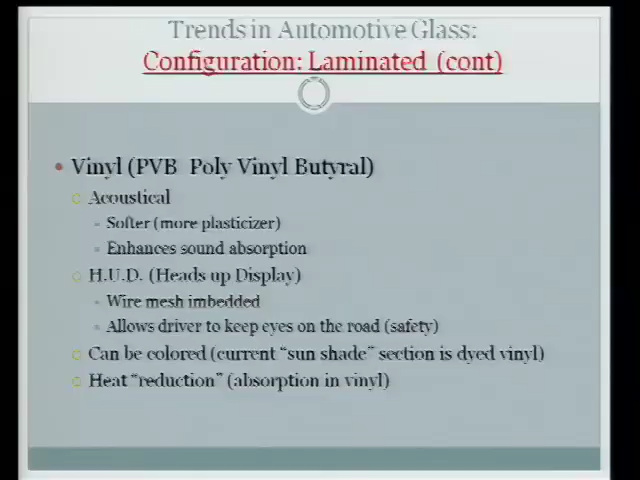 Trends in Automotive Glass:
Configuration: Laminated (cont)
• Vinyl (PVB Poly Vinyl Butyral)
Acoustical
Softer (more plasticizer)
Enhances sound absorption
H.U.D. (Heads up Display)
Wire mesh imbedded
Allows driver to keep eyes on the road (safety)
Can be colored (current "sun shade" section is dyed vinyl)
Heat "reduction" (absorption in vinyl)